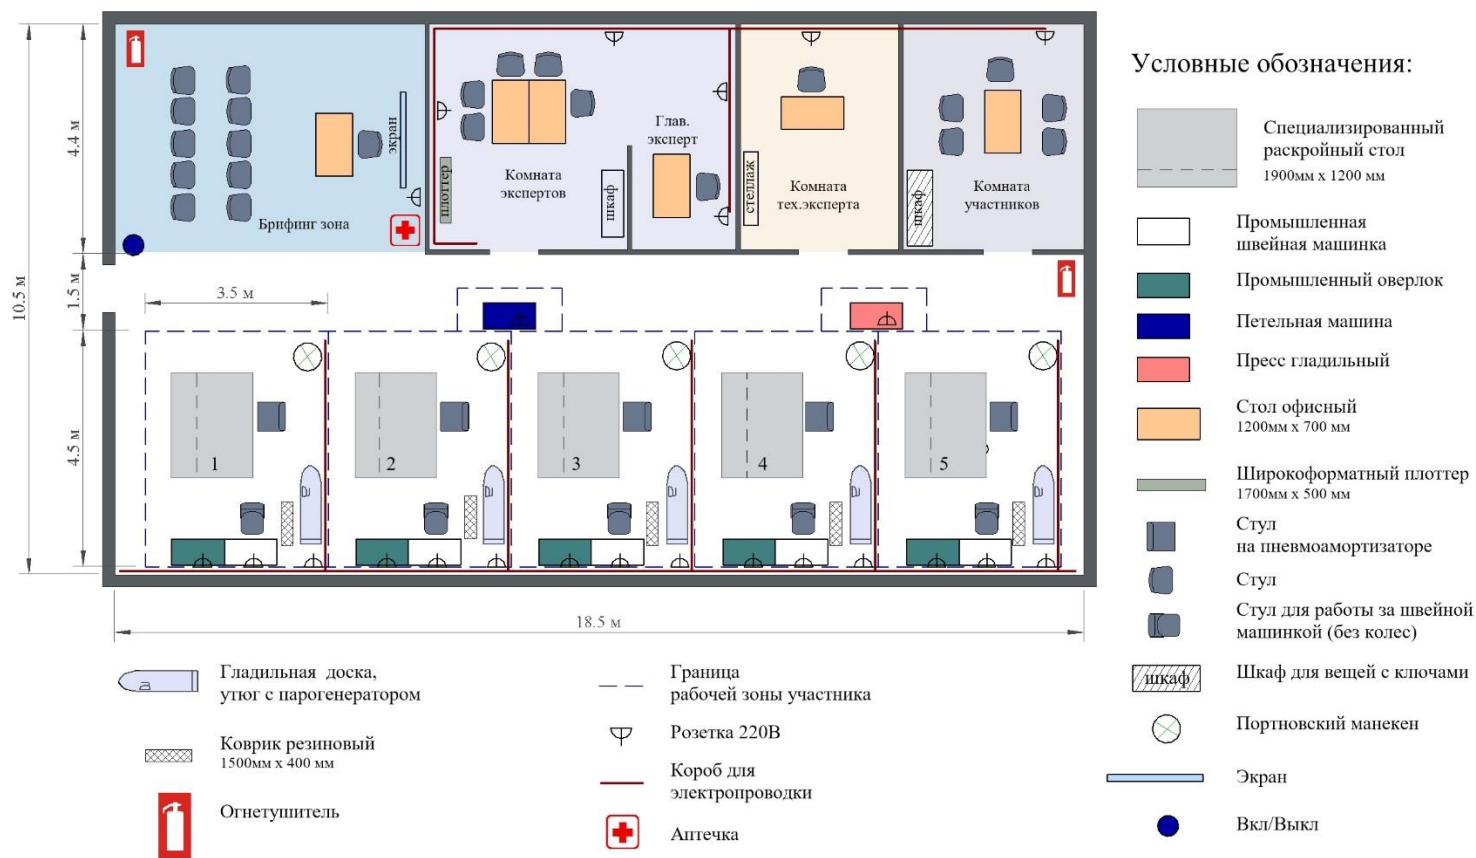 10.5 м
4.4 м
1.5 м
4.5 м
3.5 м
18.5 м
экран
Брифинг зона
плоттер
Комната
экспертов
шкаф
Глав.
эксперт
стеллаж
Комната
тех.эксперта
шкаф
Комната
участников
1
2
3
4
5
Условные обозначения:
Специализированный
раскройный стол
1900мм х 1200 мм
Промышленная
швейная машинка
Промышленный оверлок
Петельная машина
Пресс гладильный
Стол офисный
1200мм х 700 мм
Широкоформатный плоттер
1700мм х 500 мм
Стул
на пневмоамортизаторе
Стул
Стул для работы за швейной
машинкой (без колес)
шкаф
Шкаф для вещей с ключами
Портновский манекен
Экран
Вкл/Выкл
Гладильная доска,
утюг с парогенератором
Коврик резиновый
1500мм х 400 мм
Огнетушитель
Граница
рабочей зоны участника
Розетка 220В
Короб для
электропроводки
Аптечка